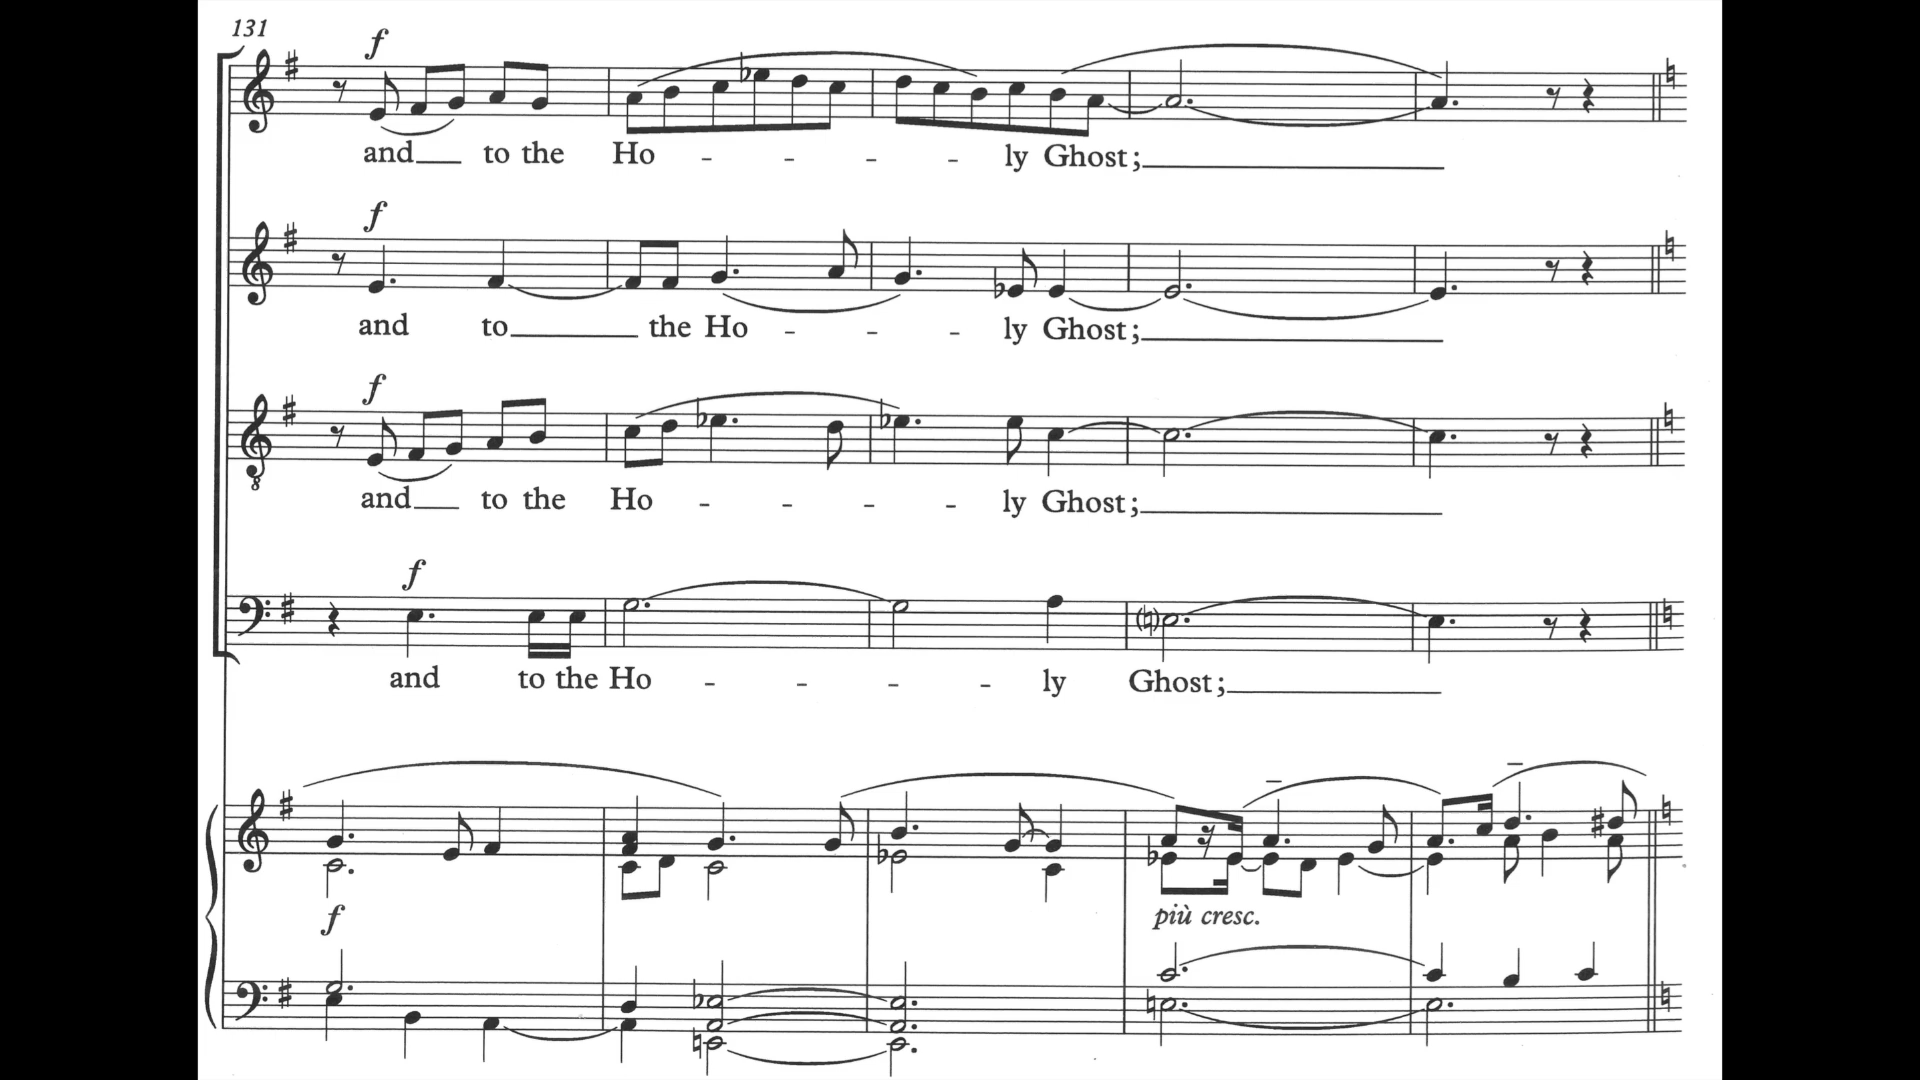 131
f
and to the Ho - - - - ly Ghost;
f
and to the Ho - - - ly Ghost;
f
and to the Ho - - - - ly Ghost;
8
f
and to the Ho - - - - ly Ghost;
f
più cresc.